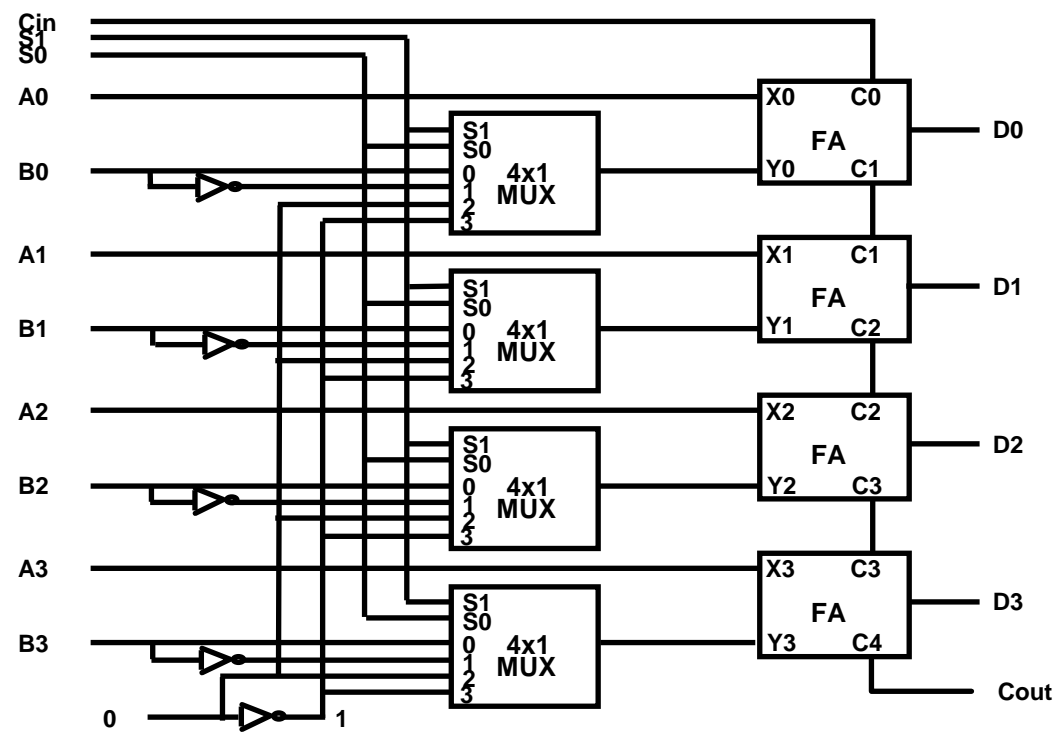 Cin
S1
S0
A0 X0 C0
S1 FA D0
S0
B0 0 4x1 Y0 C1
1 MUX
2
3
A1 X1 C1
S1 FA D1
S0
B1 0 4x1 Y1 C2
1 MUX
2
3
A2 X2 C2
S1 FA D2
S0
B2 0 4x1 Y2 C3
1 MUX
2
3
A3 X3 C3
S1 FA D3
S0
B3 0 4x1 Y3 C4
1 MUX
2
3 Cout
0 1